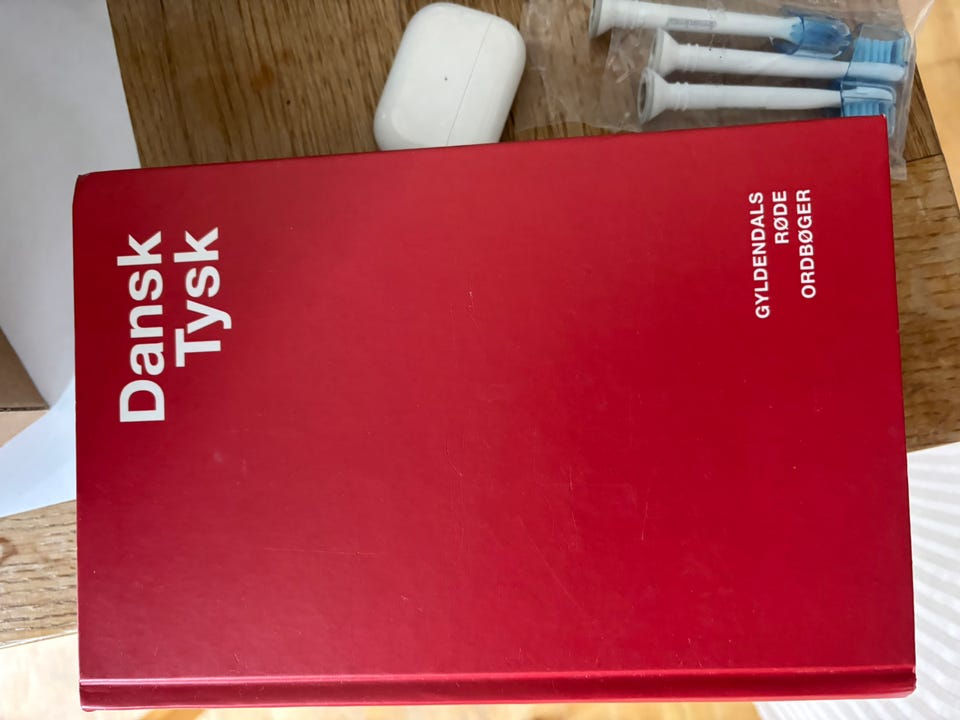 Dansk
Tysk
GYLDENDALS
RØDE
ORDBØGER